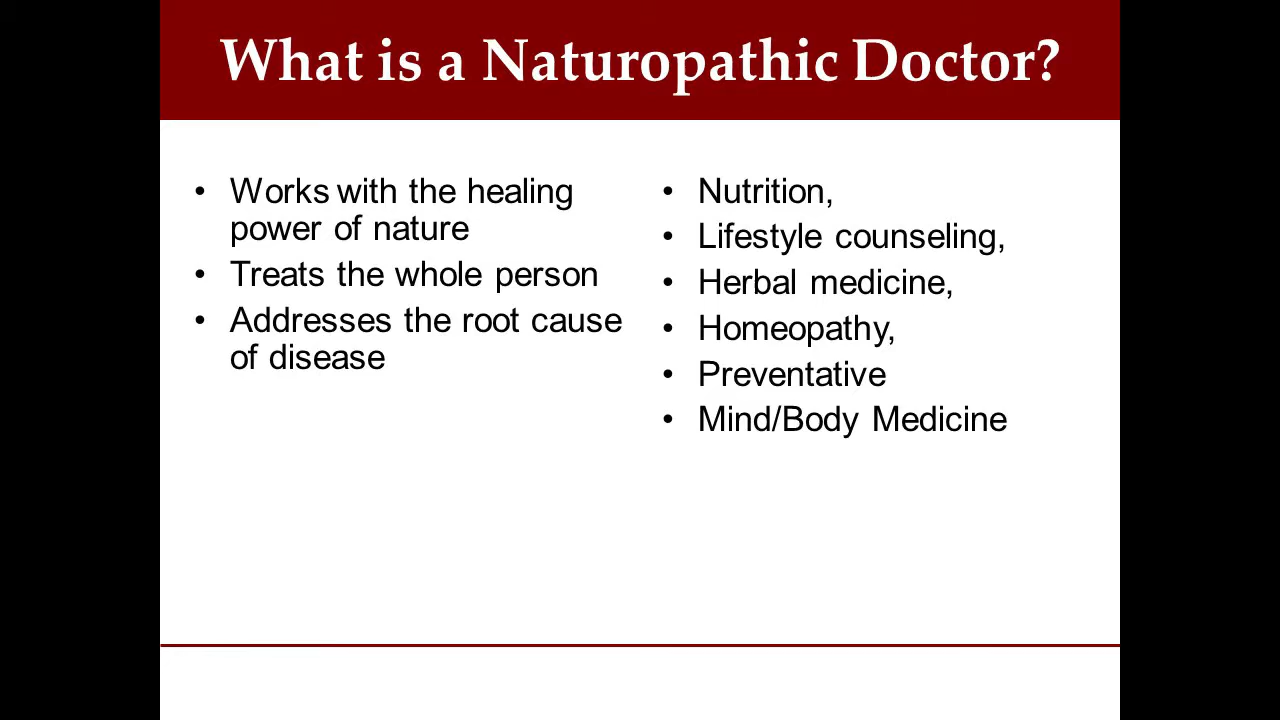 What is a Naturopathic Doctor?
• Works with the healing
power of nature
• Treats the whole person
• Addresses the root cause
of disease
• Nutrition,
• Lifestyle counseling,
• Herbal medicine,
• Homeopathy,
• Preventative
• Mind/Body Medicine